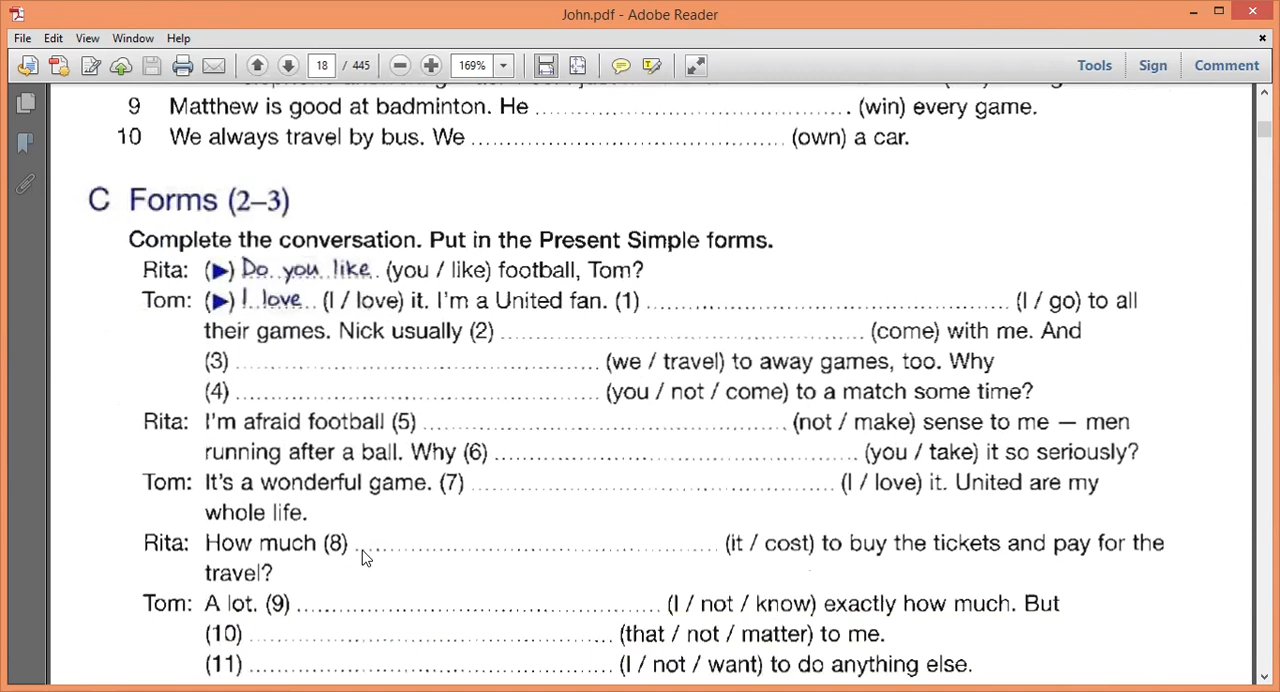 John.pdf - Adobe Reader
File Edit View Window Help
18 / 445 169% Tools Sign Comment
9 Matthew is good at badminton. He ........................................ (win) every game.
10 We always travel by bus. We ........................................ (own) a car.
C Forms (2–3)
Complete the conversation. Put in the Present Simple forms.
Rita: (▶) Do you like (you / like) football, Tom?
Tom: (▶) I love (I / love) it. I'm a United fan. (1) ........................................ (I / go) to all
their games. Nick usually (2) ........................................ (come) with me. And
(3) ........................................ (we / travel) to away games, too. Why
(4) ........................................ (you / not / come) to a match some time?
Rita: I'm afraid football (5) ........................................ (not / make) sense to me — men
running after a ball. Why (6) ........................................ (you / take) it so seriously?
Tom: It's a wonderful game. (7) ........................................ (I / love) it. United are my
whole life.
Rita: How much (8) ........................................ (it / cost) to buy the tickets and pay for the
travel?
Tom: A lot. (9) ........................................ (I / not / know) exactly how much. But
(10) ........................................ (that / not / matter) to me.
(11) ........................................ (I / not / want) to do anything else.